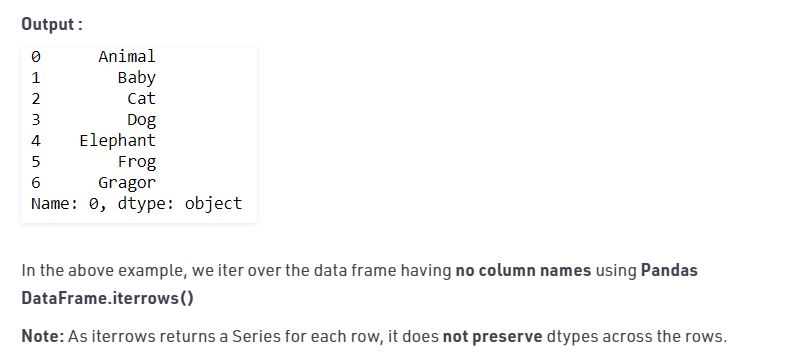 Output :
0 Animal
1 Baby
2 Cat
3 Dog
4 Elephant
5 Frog
6 Gragor
Name: 0, dtype: object
In the above example, we iter over the data frame having no column names using Pandas
DataFrame.iterrows()
Note: As iterrows returns a Series for each row, it does not preserve dtypes across the rows.